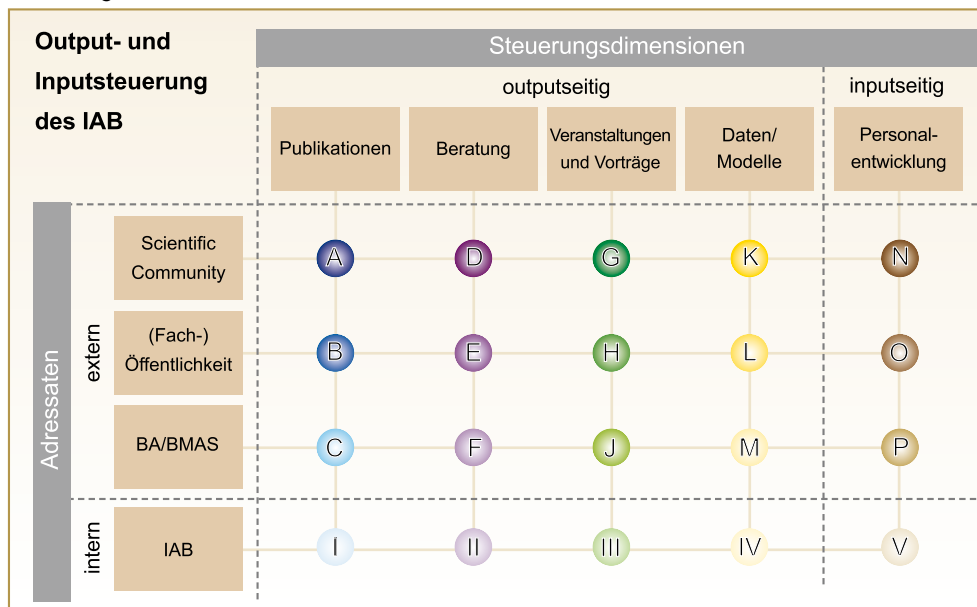 Output- und
Inputsteuerung
des IAB
Steuerungsdimensionen
outputseitig
inputseitig
Publikationen
Beratung
Veranstaltungen
und Vorträge
Daten/
Modelle
Personal-
entwicklung
Adressaten
extern
Scientific
Community
A
D
G
K
N
(Fach-)
Öffentlichkeit
B
E
H
L
O
BA/BMAS
C
F
J
M
P
intern
IAB
I
II
III
IV
V